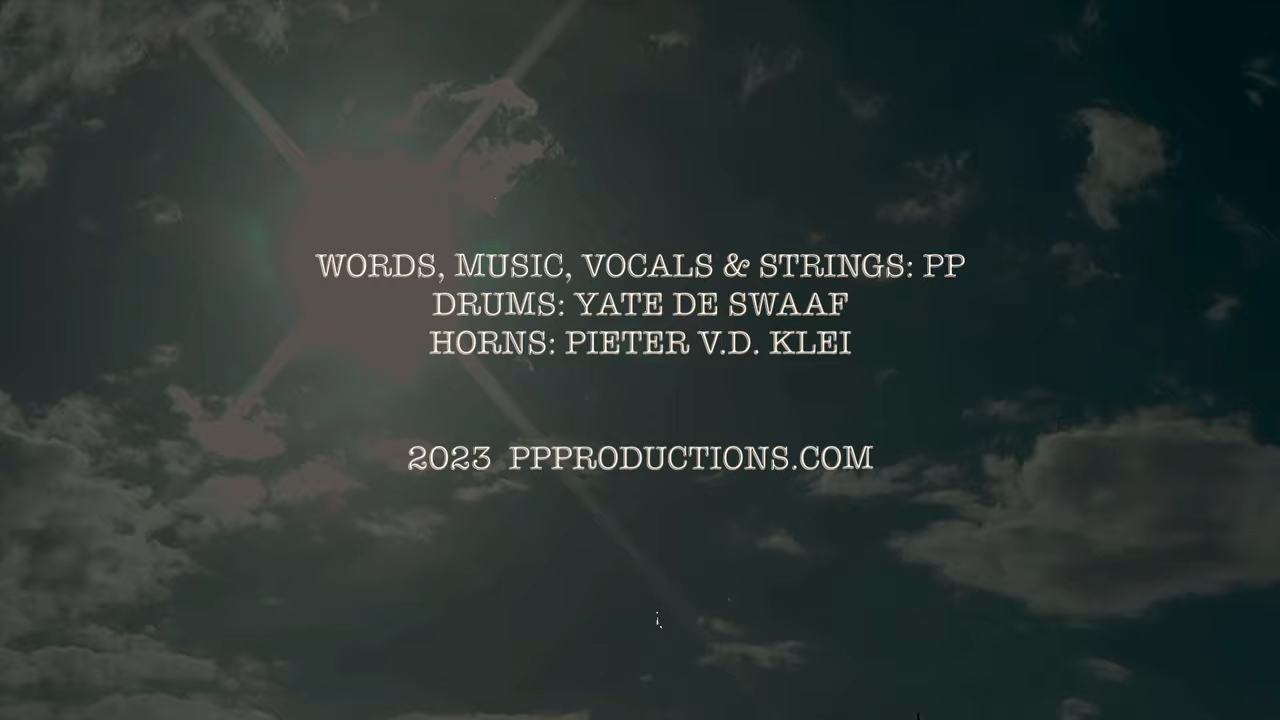 WORDS, MUSIC, VOCALS & STRINGS: PP
DRUMS: YATE DE SWAAF
HORNS: PIETER V.D. KLEI
2023 PPPRODUCTIONS.COM